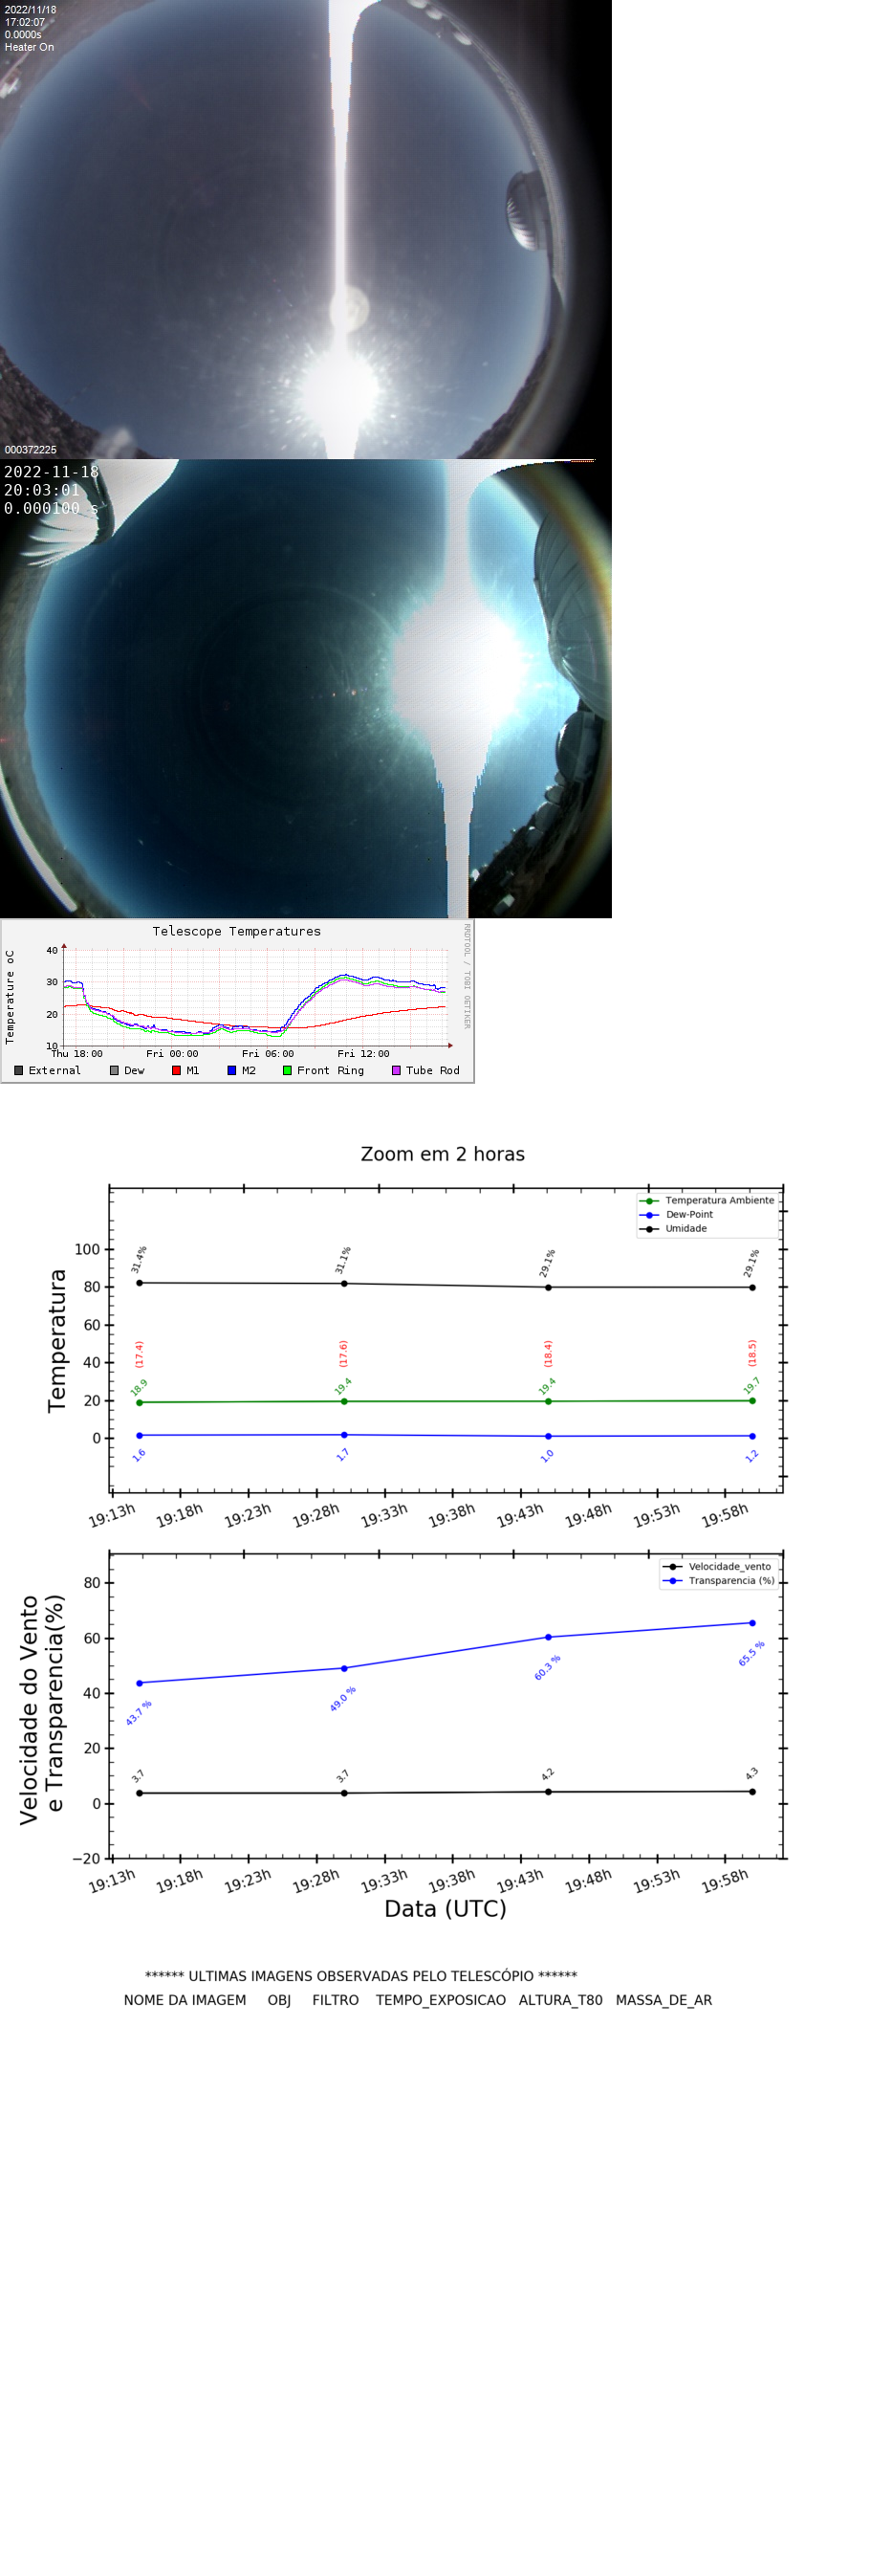 2022/11/18
17:02:07
0.0000s
Heater On
000372225
2022-11-18
20:03:01
0.000100 s
Telescope Temperatures
RRDTOOL / TOBI OETIKER
Temperature oC
40
30
20
10
Thu 18:00 Fri 00:00 Fri 06:00 Fri 12:00
External Dew M1 M2 Front Ring Tube Rod
Zoom em 2 horas
Temperatura Ambiente
Dew-Point
Umidade
Temperatura
100
80
60
40
20
0
31.4% 31.1% 29.1% 29.1%
(17.4) (17.6) (18.4) (18.5)
18.9 19.4 19.4 19.7
1.6 1.7 1.0 1.2
19:13h 19:18h 19:23h 19:28h 19:33h 19:38h 19:43h 19:48h 19:53h 19:58h
Velocidade_vento
Transparencia (%)
Velocidade do Vento
e Transparencia(%)
80
60
40
20
0
−20
43.7 % 49.0 % 60.3 % 65.5 %
3.7 3.7 4.2 4.3
19:13h 19:18h 19:23h 19:28h 19:33h 19:38h 19:43h 19:48h 19:53h 19:58h
Data (UTC)
****** ULTIMAS IMAGENS OBSERVADAS PELO TELESCÓPIO ******
NOME DA IMAGEM OBJ FILTRO TEMPO_EXPOSICAO ALTURA_T80 MASSA_DE_AR